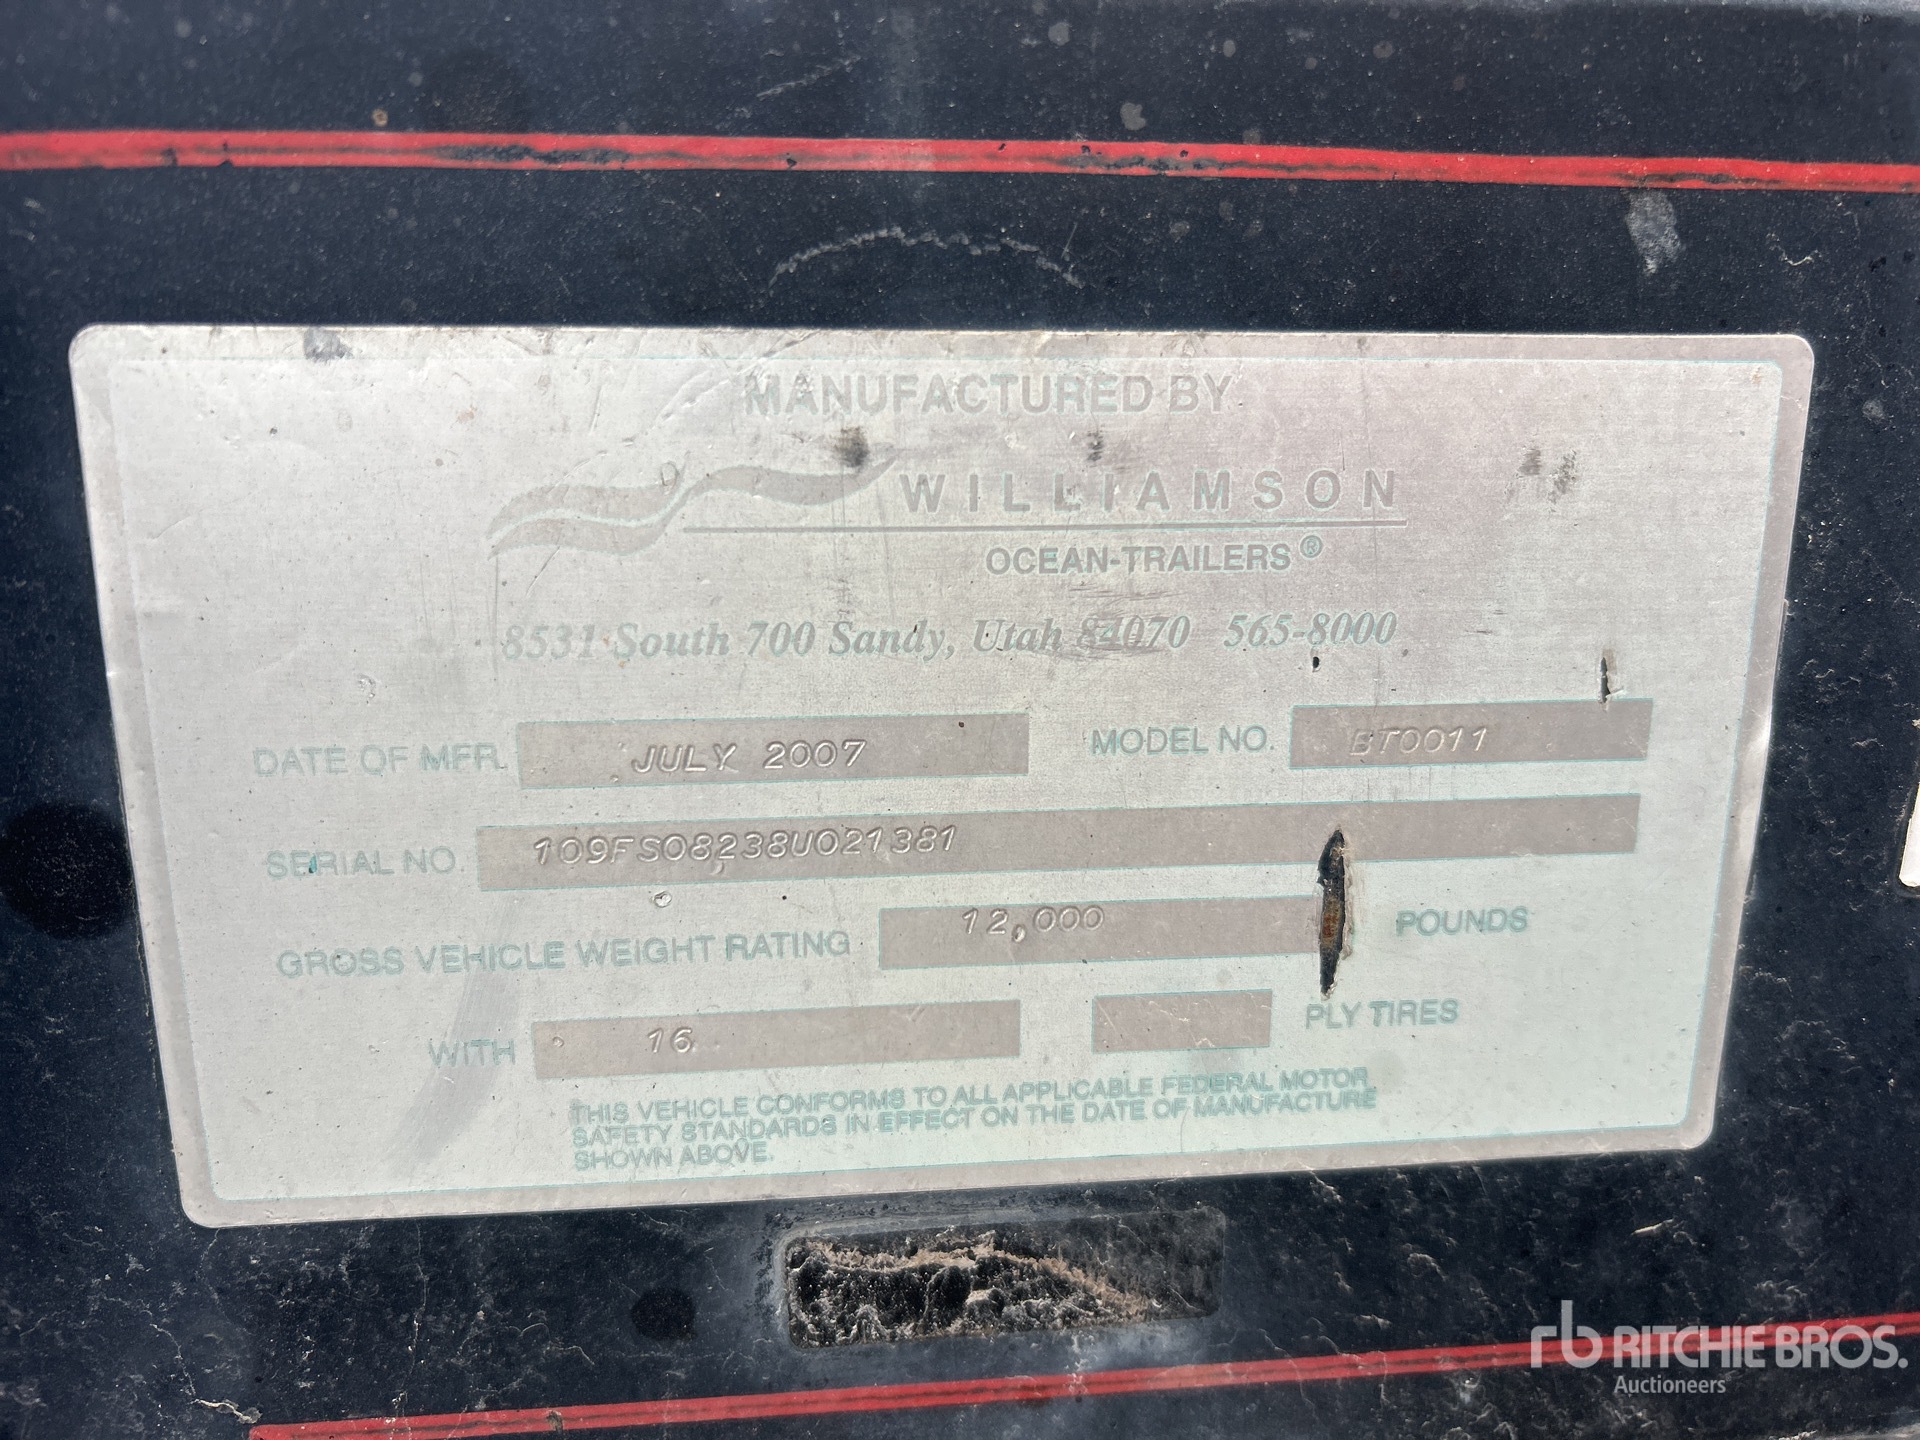 MANUFACTURED BY
WILLIAMSON
OCEAN-TRAILERS®
8531 South 700 Sandy, Utah 84070 565-8000
DATE OF MFR. JULY 2007 MODEL NO. BT0011
SERIAL NO. 109FS08238U021381
GROSS VEHICLE WEIGHT RATING 12,000 POUNDS
WITH 16 PLY TIRES
THIS VEHICLE CONFORMS TO ALL APPLICABLE FEDERAL MOTOR
SAFETY STANDARDS IN EFFECT ON THE DATE OF MANUFACTURE
SHOWN ABOVE.
rb RITCHIE BROS.
Auctioneers